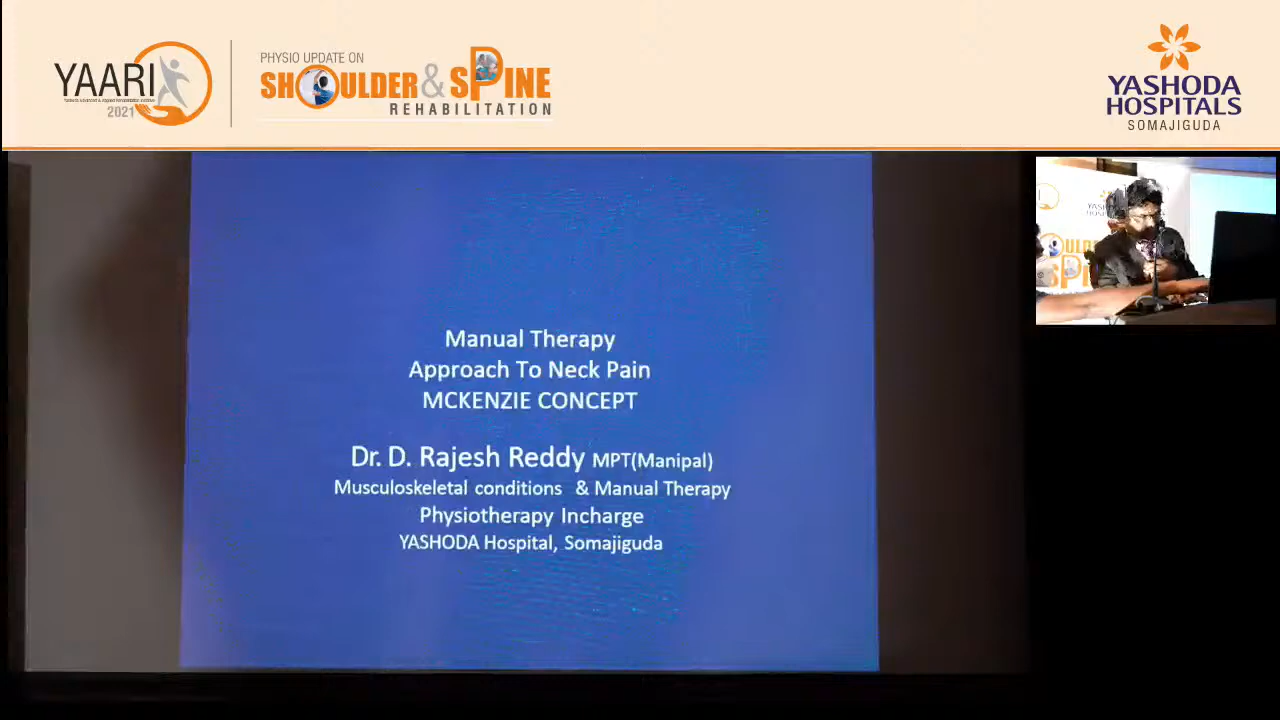 YAARI
2021
PHYSIO UPDATE ON
SHOULDER & SPINE
REHABILITATION
YASHODA
HOSPITALS
SOMAJIGUDA
Manual Therapy
Approach To Neck Pain
MCKENZIE CONCEPT
Dr. D. Rajesh Reddy MPT(Manipal)
Musculoskeletal conditions & Manual Therapy
Physiotherapy Incharge
YASHODA Hospital, Somajiguda